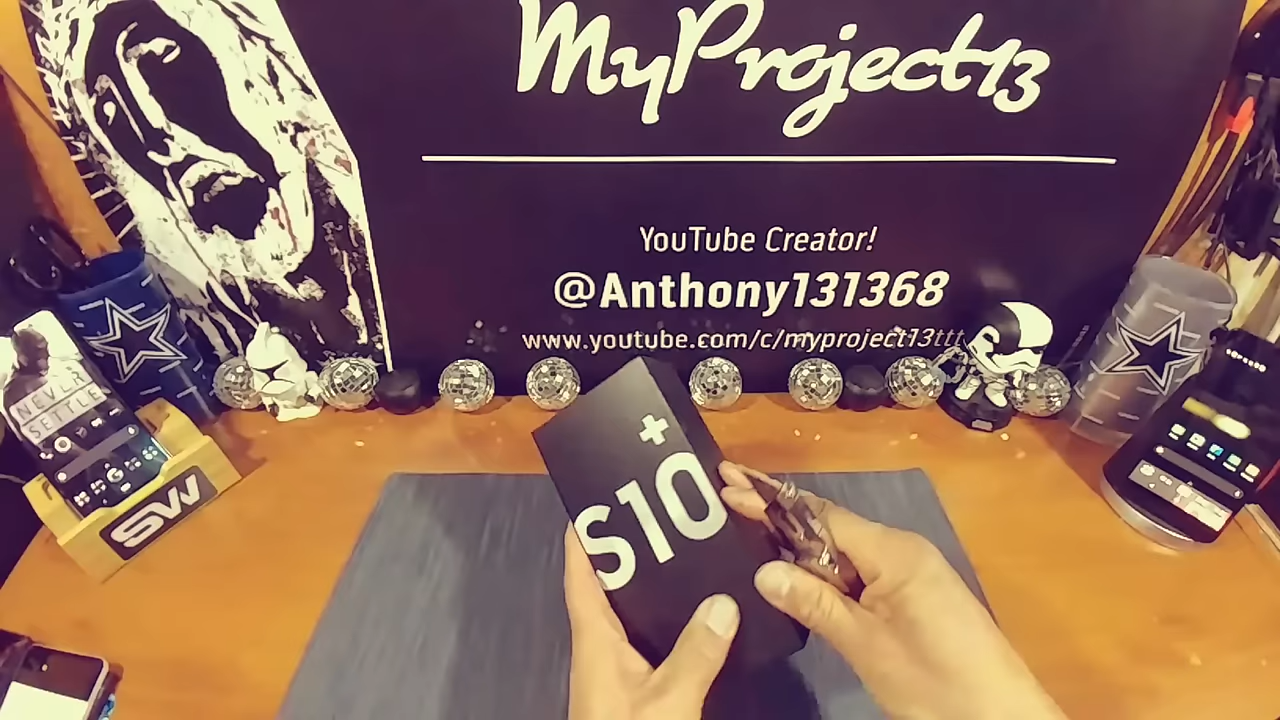 MyProject13
YouTube Creator!
@Anthony131368
www.youtube.com/c/myproject13ttt
NEVER
SETTLE
SW
+
S10